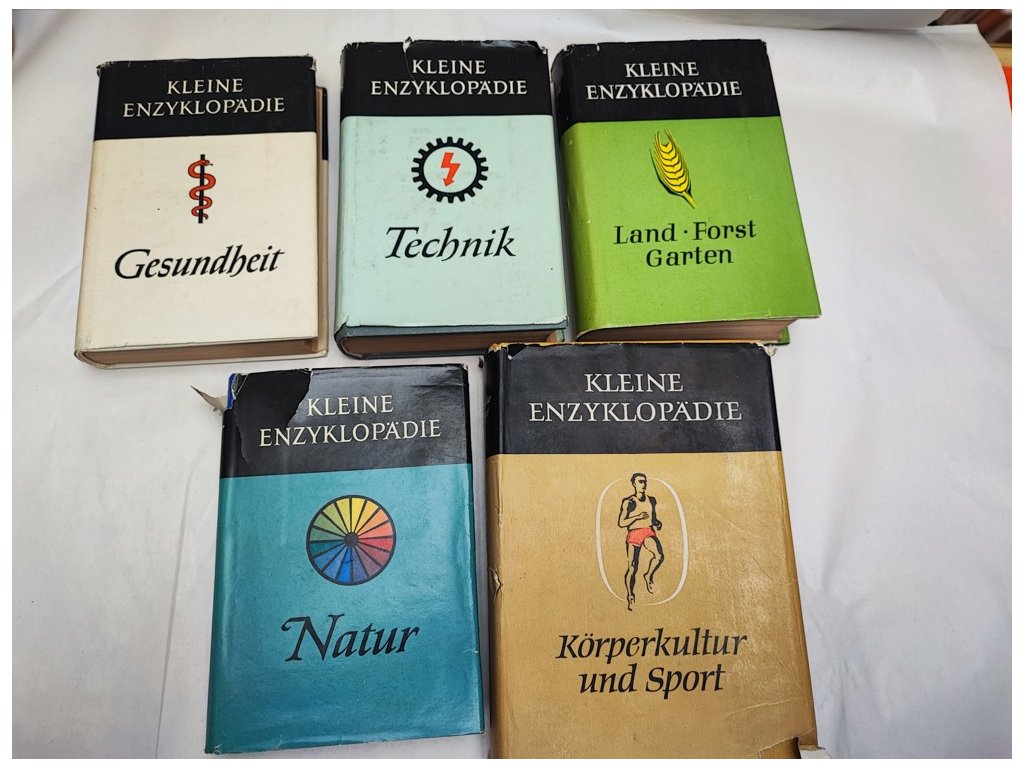 KLEINE
ENZYKLOPÄDIE
Gesundheit
KLEINE
ENZYKLOPÄDIE
Technik
KLEINE
ENZYKLOPÄDIE
Land · Forst
Garten
KLEINE
ENZYKLOPÄDIE
Natur
KLEINE
ENZYKLOPÄDIE
Körperkultur
und Sport